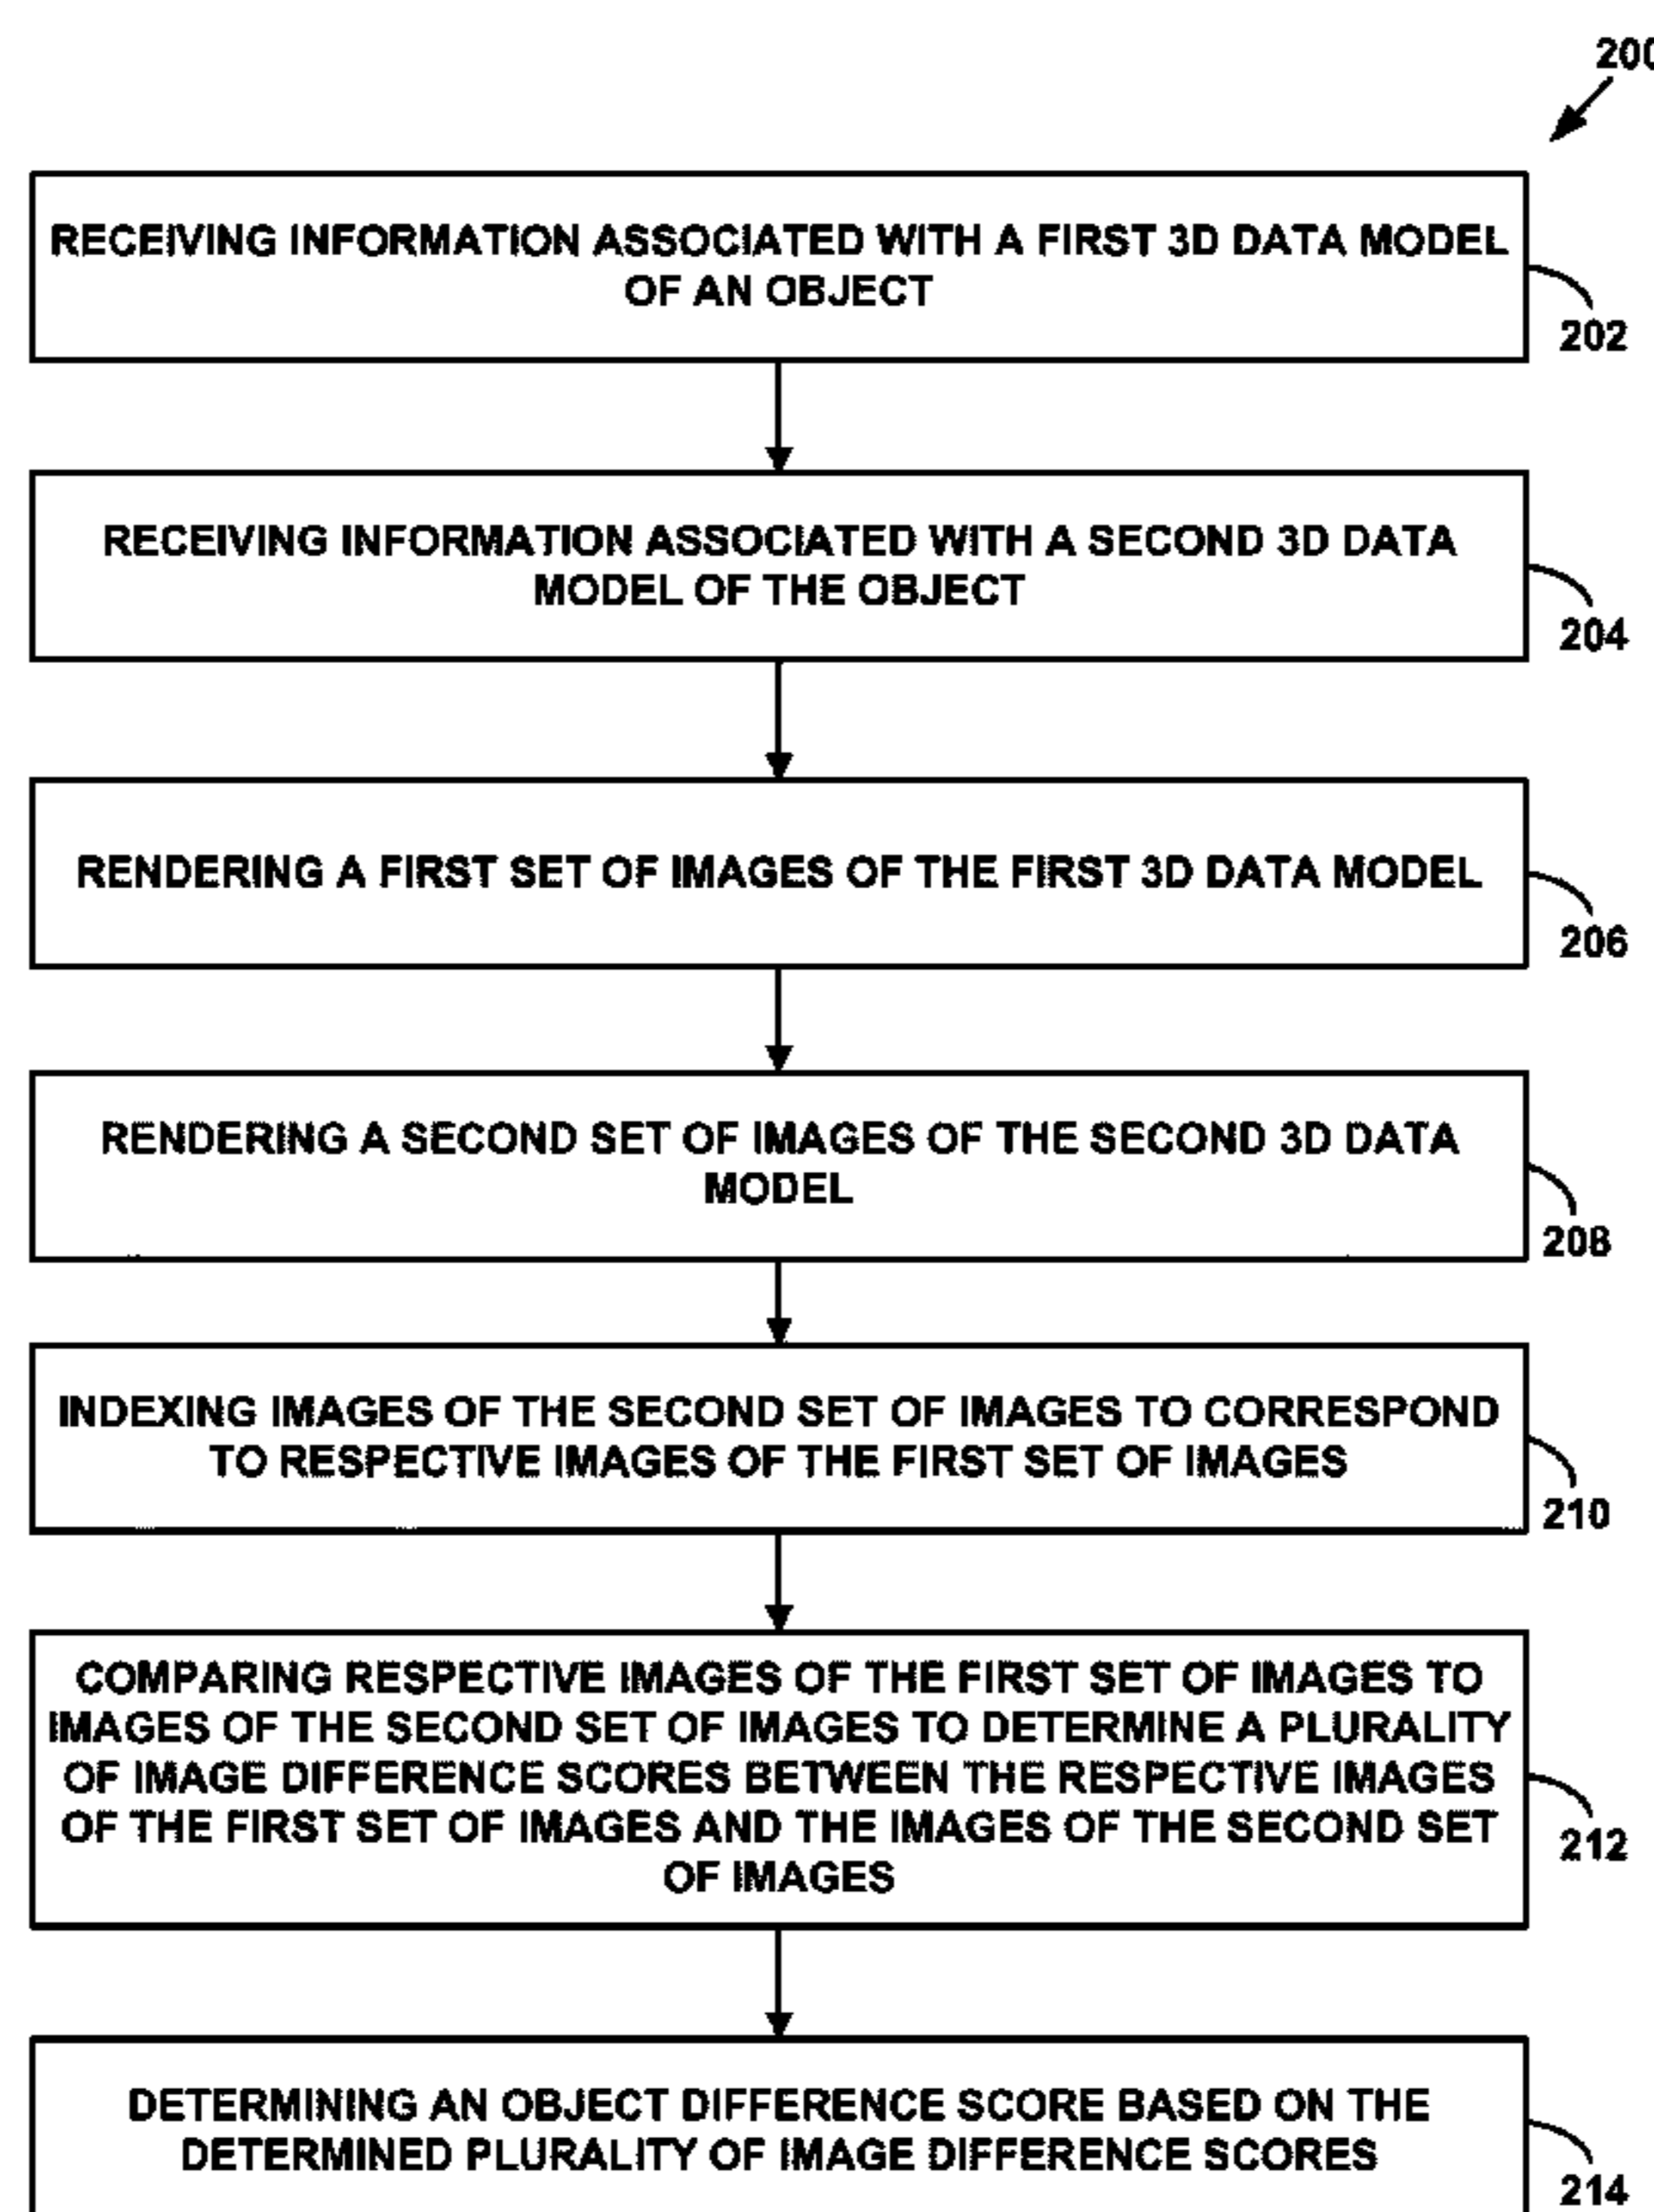 200
RECEIVING INFORMATION ASSOCIATED WITH A FIRST 3D DATA MODEL
OF AN OBJECT
202
RECEIVING INFORMATION ASSOCIATED WITH A SECOND 3D DATA
MODEL OF THE OBJECT
204
RENDERING A FIRST SET OF IMAGES OF THE FIRST 3D DATA MODEL
206
RENDERING A SECOND SET OF IMAGES OF THE SECOND 3D DATA
MODEL
208
INDEXING IMAGES OF THE SECOND SET OF IMAGES TO CORRESPOND
TO RESPECTIVE IMAGES OF THE FIRST SET OF IMAGES
210
COMPARING RESPECTIVE IMAGES OF THE FIRST SET OF IMAGES TO
IMAGES OF THE SECOND SET OF IMAGES TO DETERMINE A PLURALITY
OF IMAGE DIFFERENCE SCORES BETWEEN THE RESPECTIVE IMAGES
OF THE FIRST SET OF IMAGES AND THE IMAGES OF THE SECOND SET
OF IMAGES
212
DETERMINING AN OBJECT DIFFERENCE SCORE BASED ON THE
DETERMINED PLURALITY OF IMAGE DIFFERENCE SCORES
214